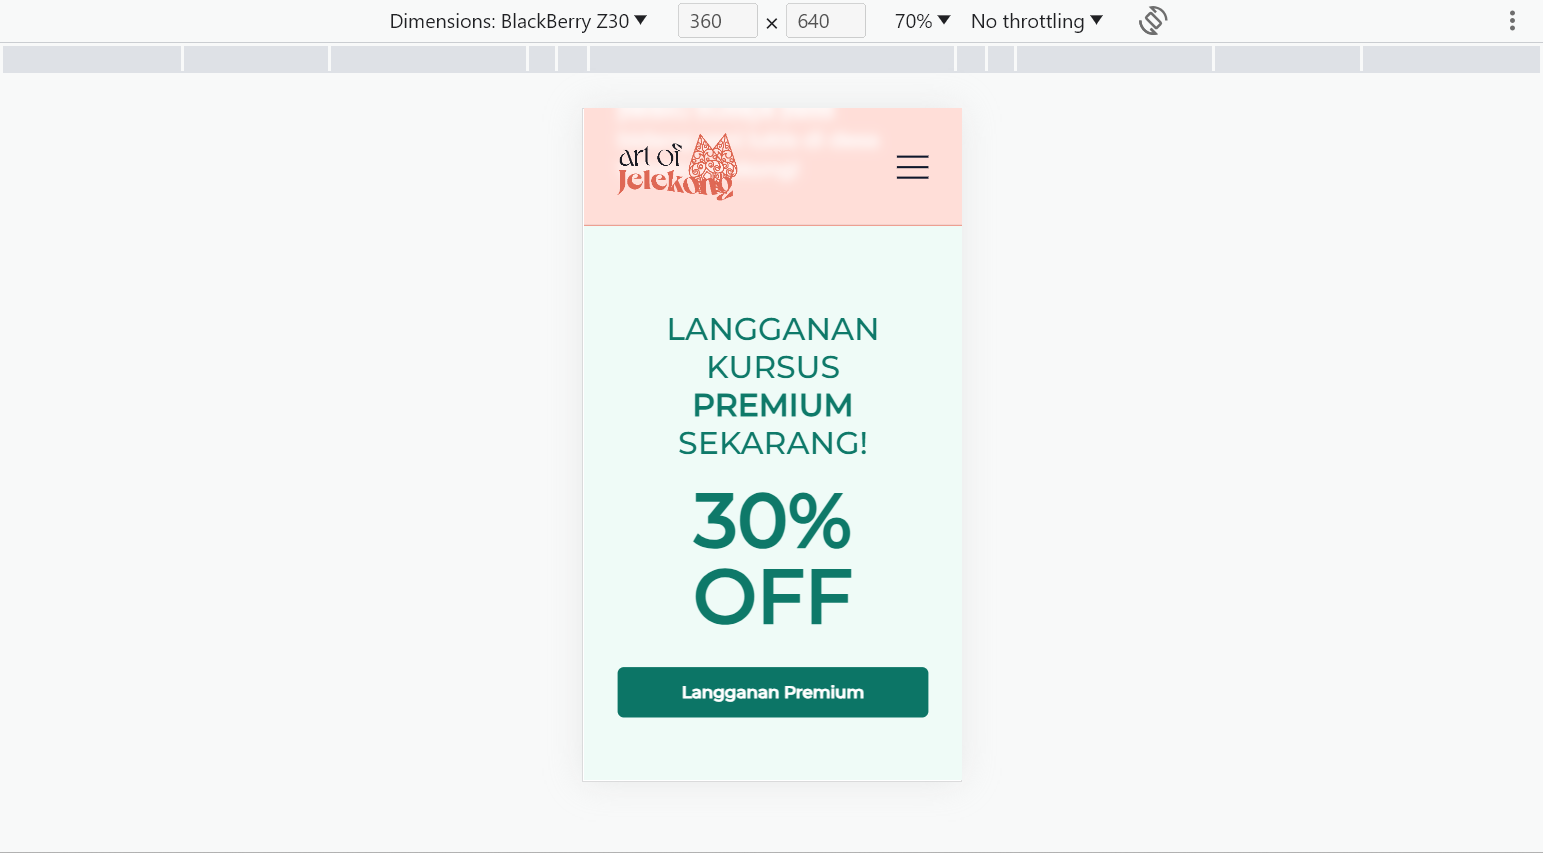 Dimensions: BlackBerry Z30 360 × 640 70% No throttling
art of
Jelekong
LANGGANAN
KURSUS
PREMIUM
SEKARANG!
30%
OFF
Langganan Premium